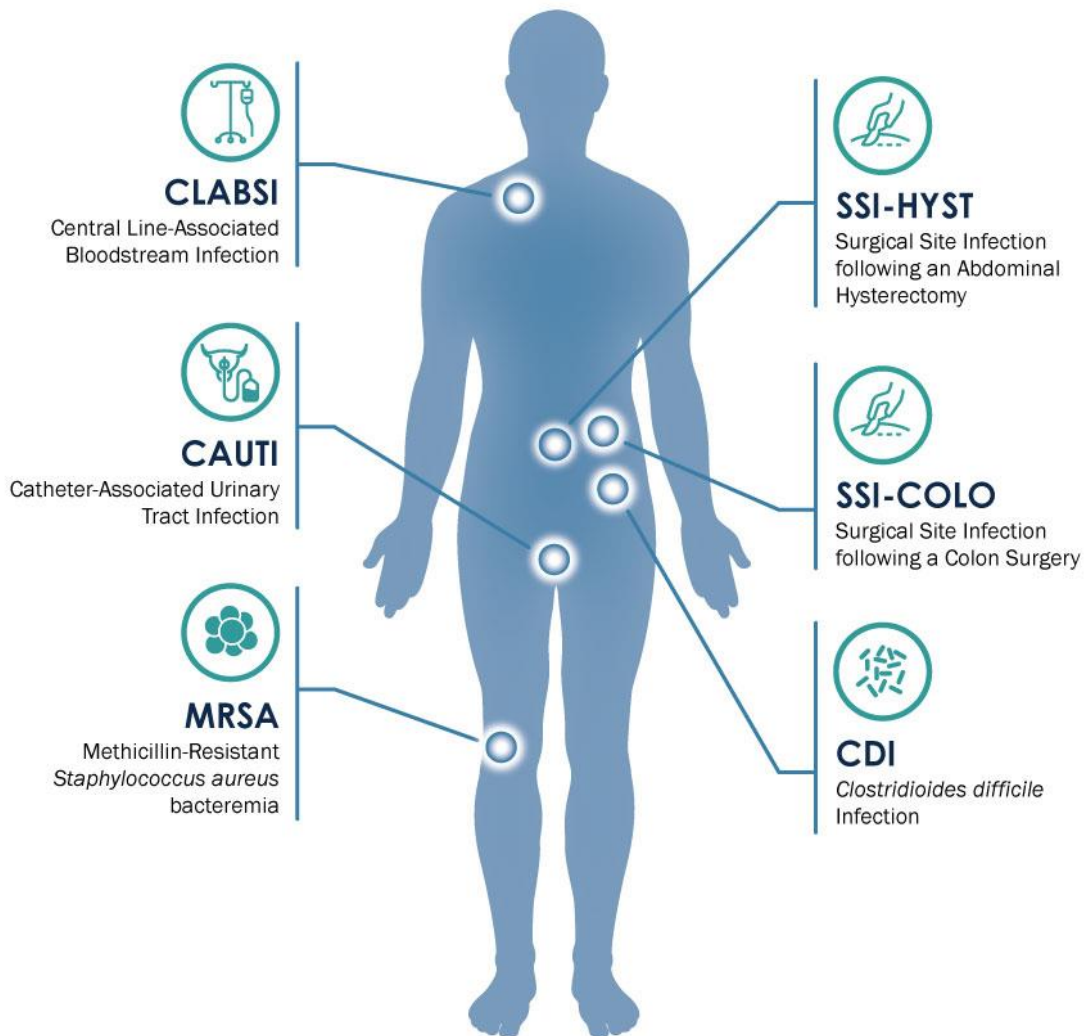 CLABSI
Central Line-Associated
Bloodstream Infection
CAUTI
Catheter-Associated Urinary
Tract Infection
MRSA
Methicillin-Resistant
Staphylococcus aureus
bacteremia
SSI-HYST
Surgical Site Infection
following an Abdominal
Hysterectomy
SSI-COLO
Surgical Site Infection
following a Colon Surgery
CDI
Clostridioides difficile
Infection